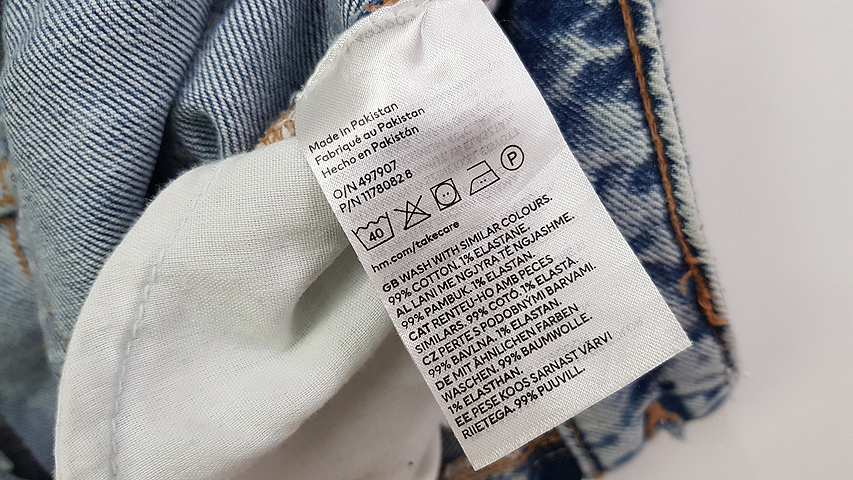 Made in Pakistan
Fabriqué au Pakistan
Hecho en Pakistán
O/N 497907
P/N 11780828
40 P
hm.com/takecare
GB WASH WITH SIMILAR COLOURS.
99% COTTON. 1% ELASTANE.
AL LANI ME NGJYRA TË NGJASHME.
99% PAMBUK. 1% ELASTAN.
CAT RENTEU-HO AMB PECES
SIMILARS. 99% COTÓ. 1% ELASTÀ.
CZ PERTE S PODOBNÝMI BARVAMI.
99% BAVLNA. 1% ELASTAN.
DE MIT ÄHNLICHEN FARBEN
WASCHEN. 99% BAUMWOLLE.
1% ELASTHAN.
EE PESE KOOS SARNAST VÄRVI
RIIETEGA. 99% PUUVILL.